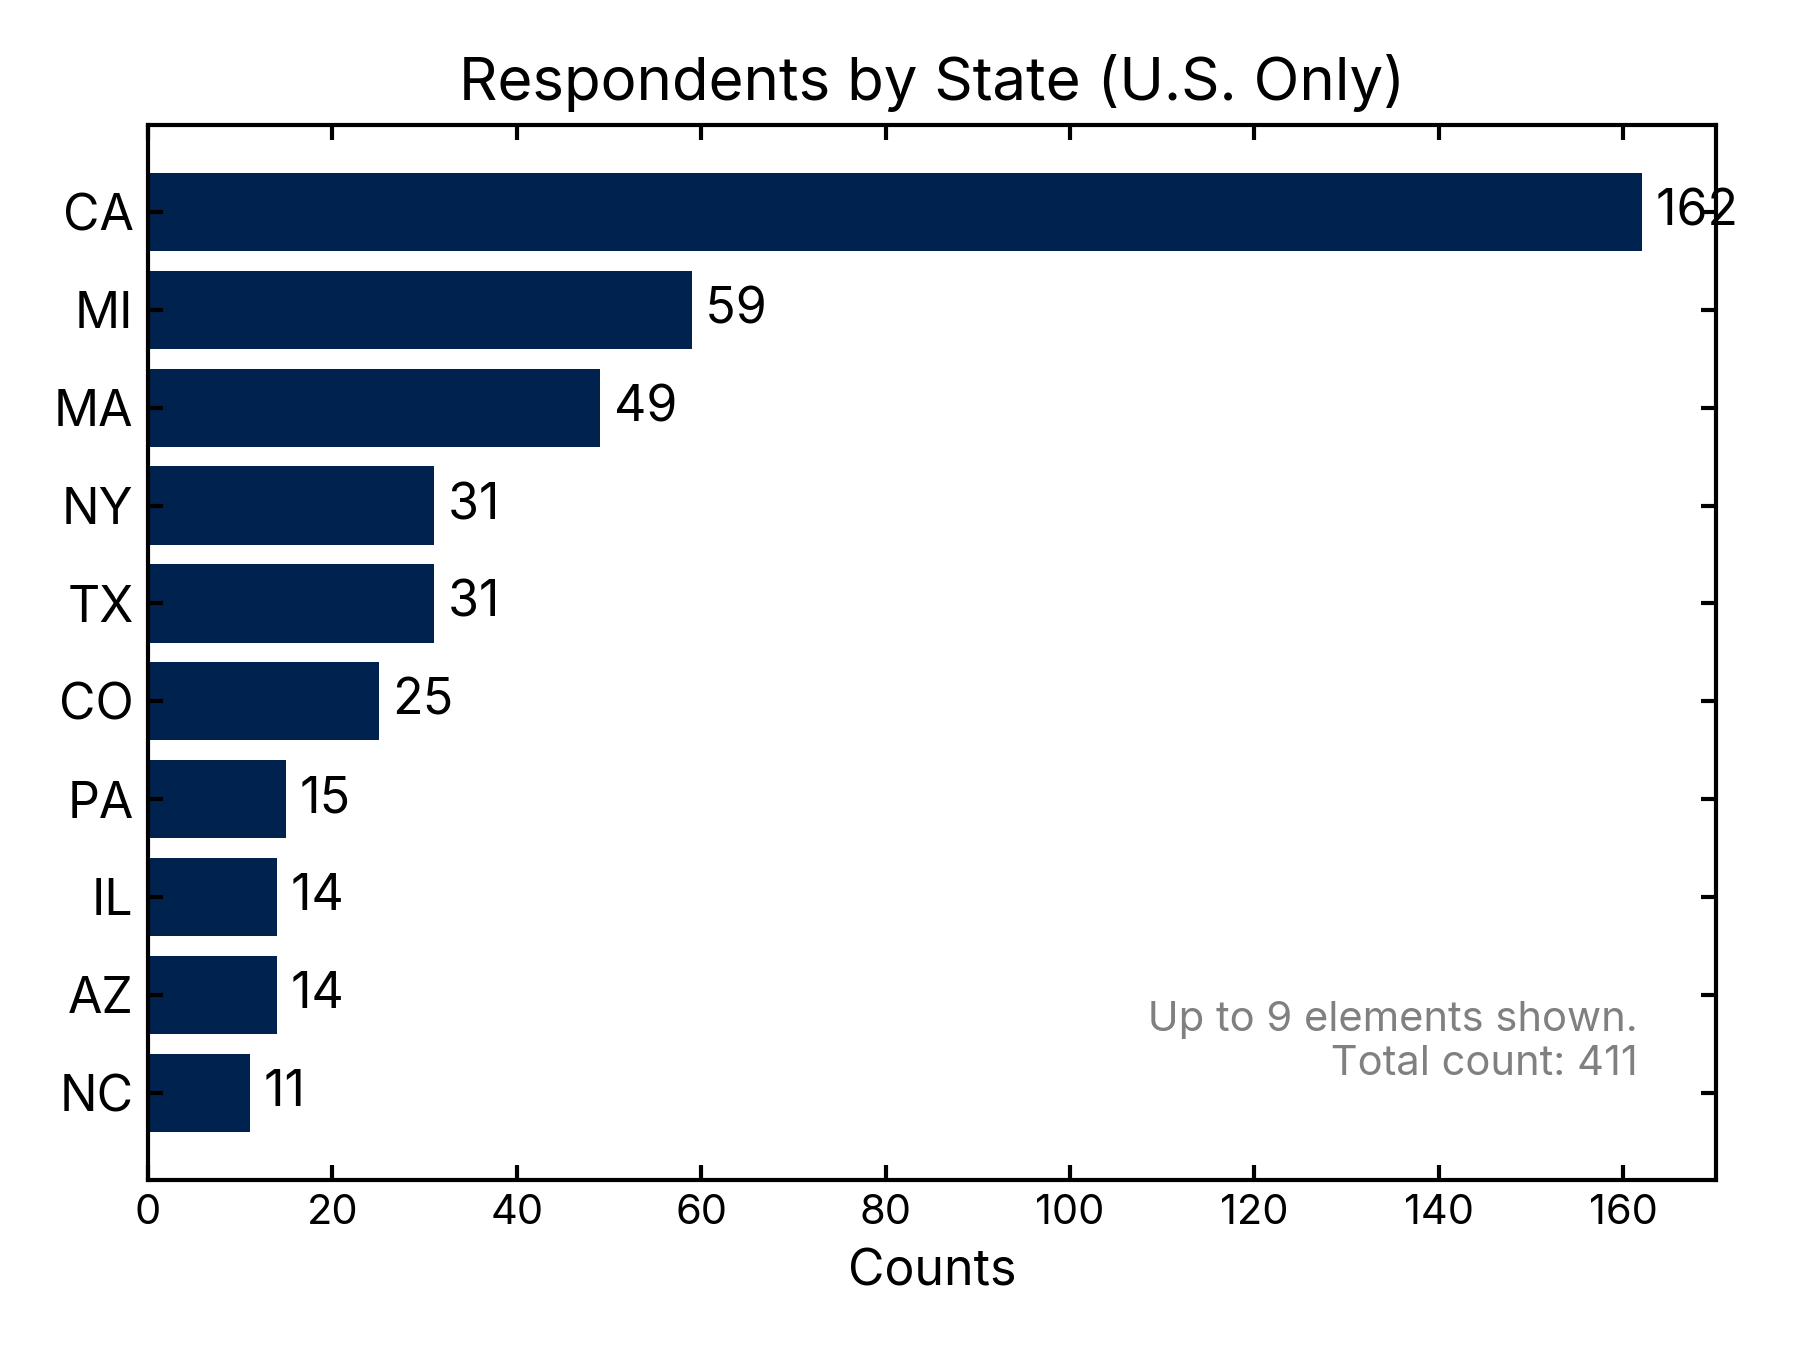 Respondents by State (U.S. Only)
CA 162
MI 59
MA 49
NY 31
TX 31
CO 25
PA 15
IL 14
AZ 14
NC 11
Up to 9 elements shown.
Total count: 411
0 20 40 60 80 100 120 140 160
Counts